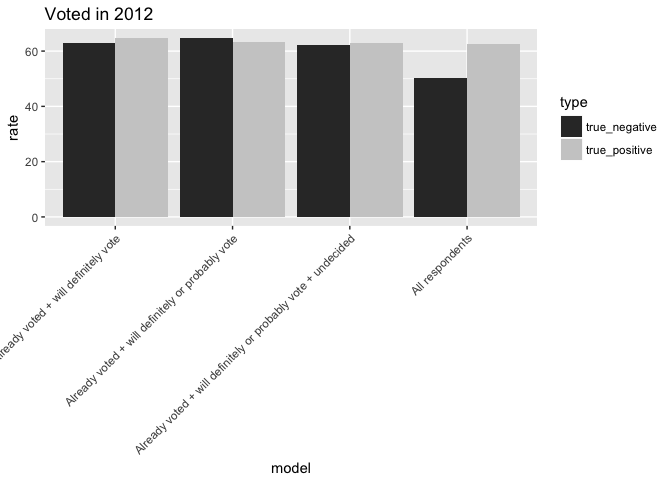 Voted in 2012
rate
60
40
20
0
type
true_negative
true_positive
already voted + will definitely vote
Already voted + will definitely or probably vote
Already voted + will definitely or probably vote + undecided
All respondents
model